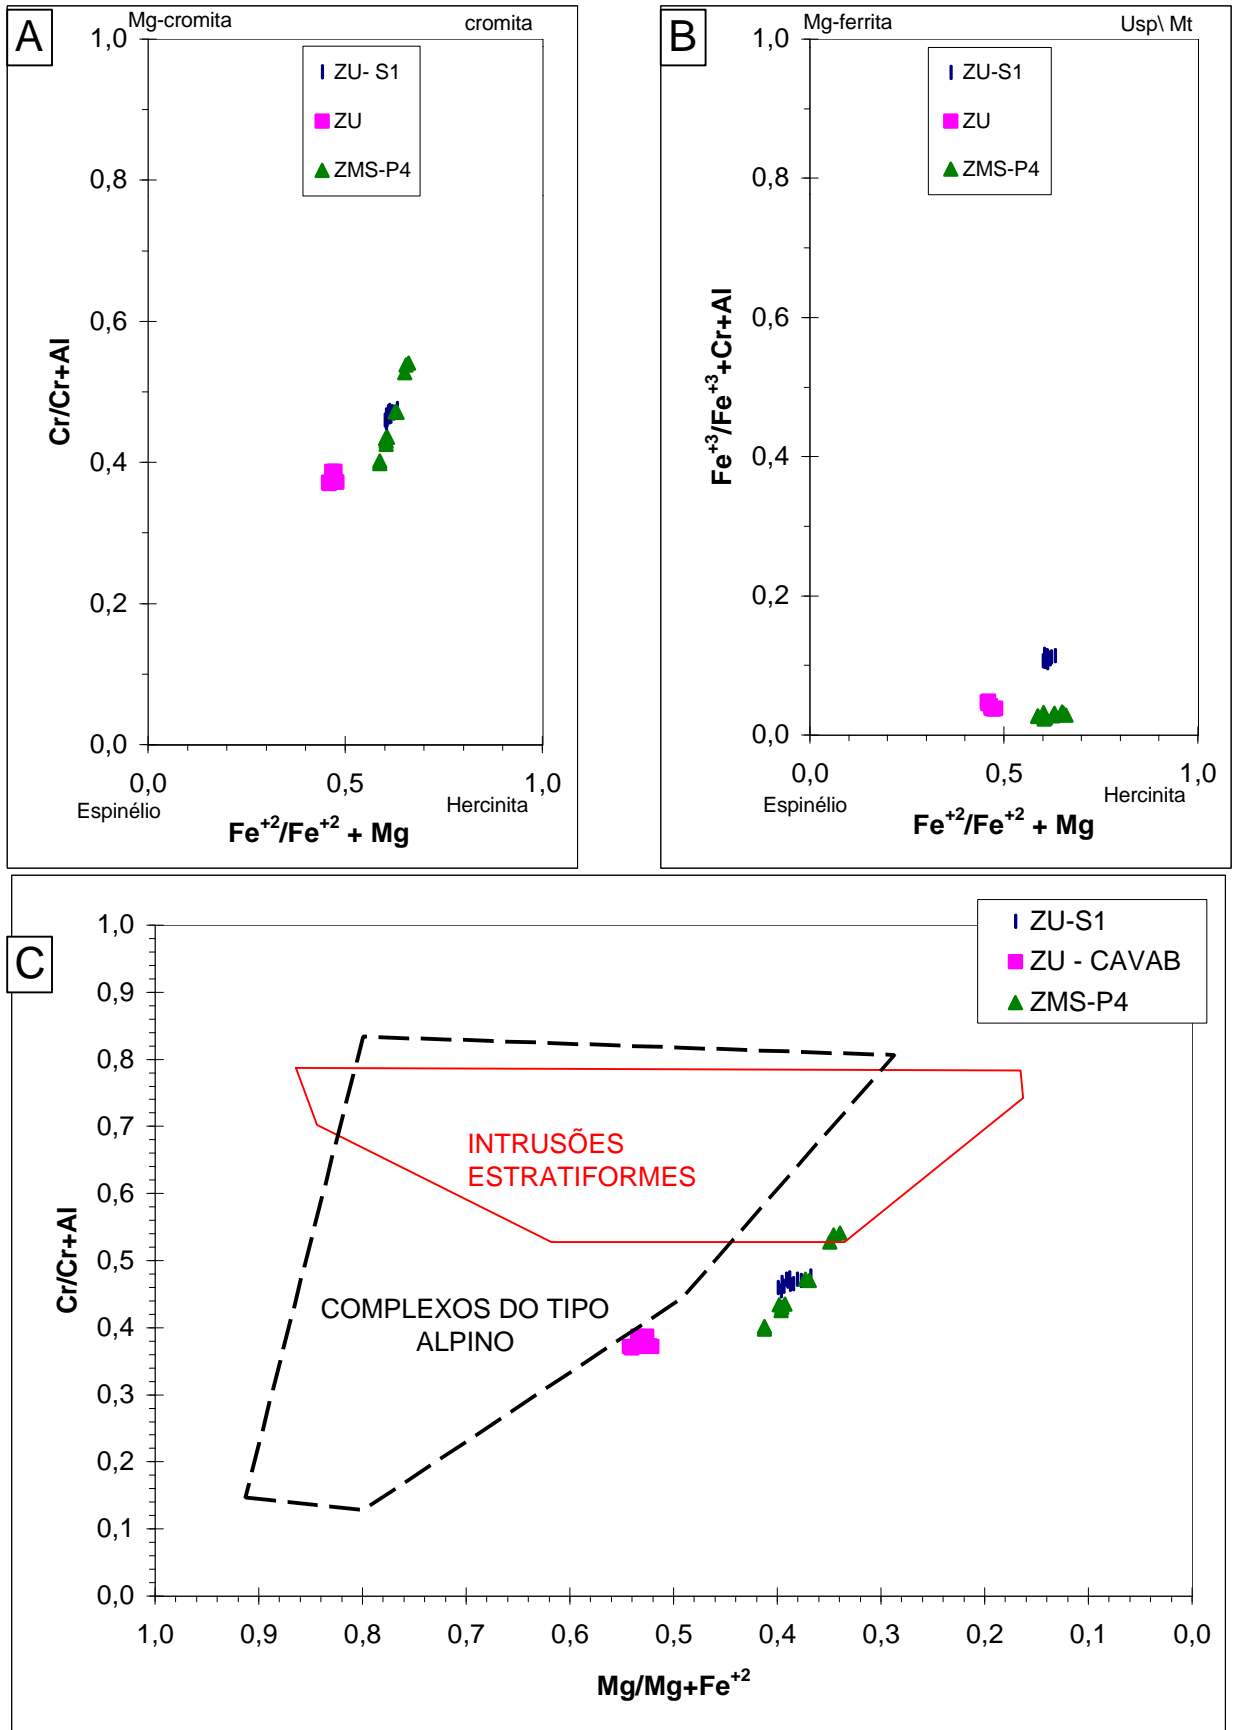 A
Mg-cromita
cromita
1,0
0,8
0,6
0,4
0,2
0,0
Cr/Cr+Al
ZU- S1
ZU
ZMS-P4
0,0
0,5
1,0
Espinélio
Hercinita
Fe+2/Fe+2 + Mg
B
Mg-ferrita
Usp\ Mt
1,0
0,8
0,6
0,4
0,2
0,0
Fe+3/Fe+3+Cr+Al
ZU-S1
ZU
ZMS-P4
0,0
0,5
1,0
Espinélio
Hercinita
Fe+2/Fe+2 + Mg
C
1,0
0,9
0,8
0,7
0,6
0,5
0,4
0,3
0,2
0,1
0,0
Cr/Cr+Al
ZU-S1
ZU - CAVAB
ZMS-P4
INTRUSÕES
ESTRATIFORMES
COMPLEXOS DO TIPO
ALPINO
1,0
0,9
0,8
0,7
0,6
0,5
0,4
0,3
0,2
0,1
0,0
Mg/Mg+Fe+2